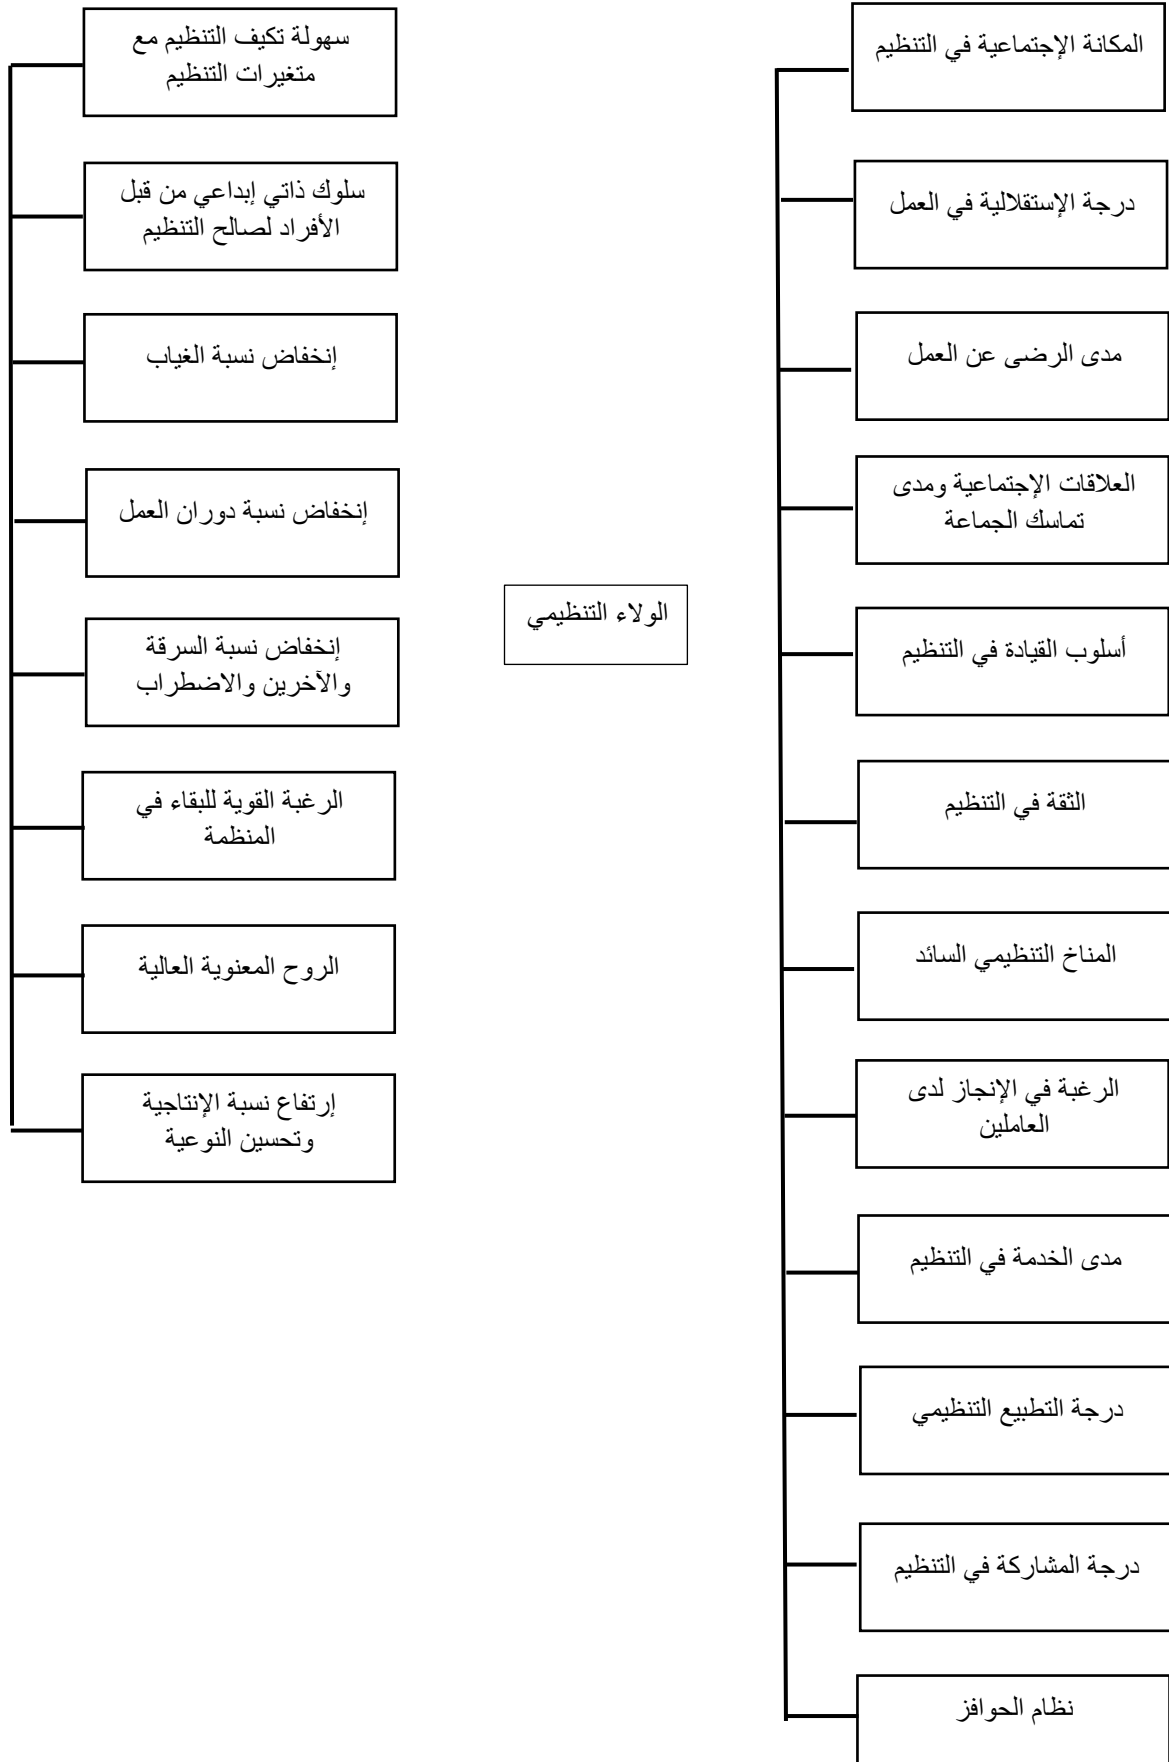 المكانة الإجتماعية في التنظيم
درجة الإستقلالية في العمل
مدى الرضى عن العمل
العلاقات الإجتماعية ومدى
تماسك الجماعة
أسلوب القيادة في التنظيم
الثقة في التنظيم
المناخ التنظيمي السائد
الرغبة في الإنجاز لدى
العاملين
مدى الخدمة في التنظيم
درجة التطبيع التنظيمي
درجة المشاركة في التنظيم
نظام الحوافز
الولاء التنظيمي
سهولة تكيف التنظيم مع
متغيرات التنظيم
سلوك ذاتي إبداعي من قبل
الأفراد لصالح التنظيم
إنخفاض نسبة الغياب
إنخفاض نسبة دوران العمل
إنخفاض نسبة السرقة
والآخرين والاضطراب
الرغبة القوية للبقاء في
المنظمة
الروح المعنوية العالية
إرتفاع نسبة الإنتاجية
وتحسين النوعية